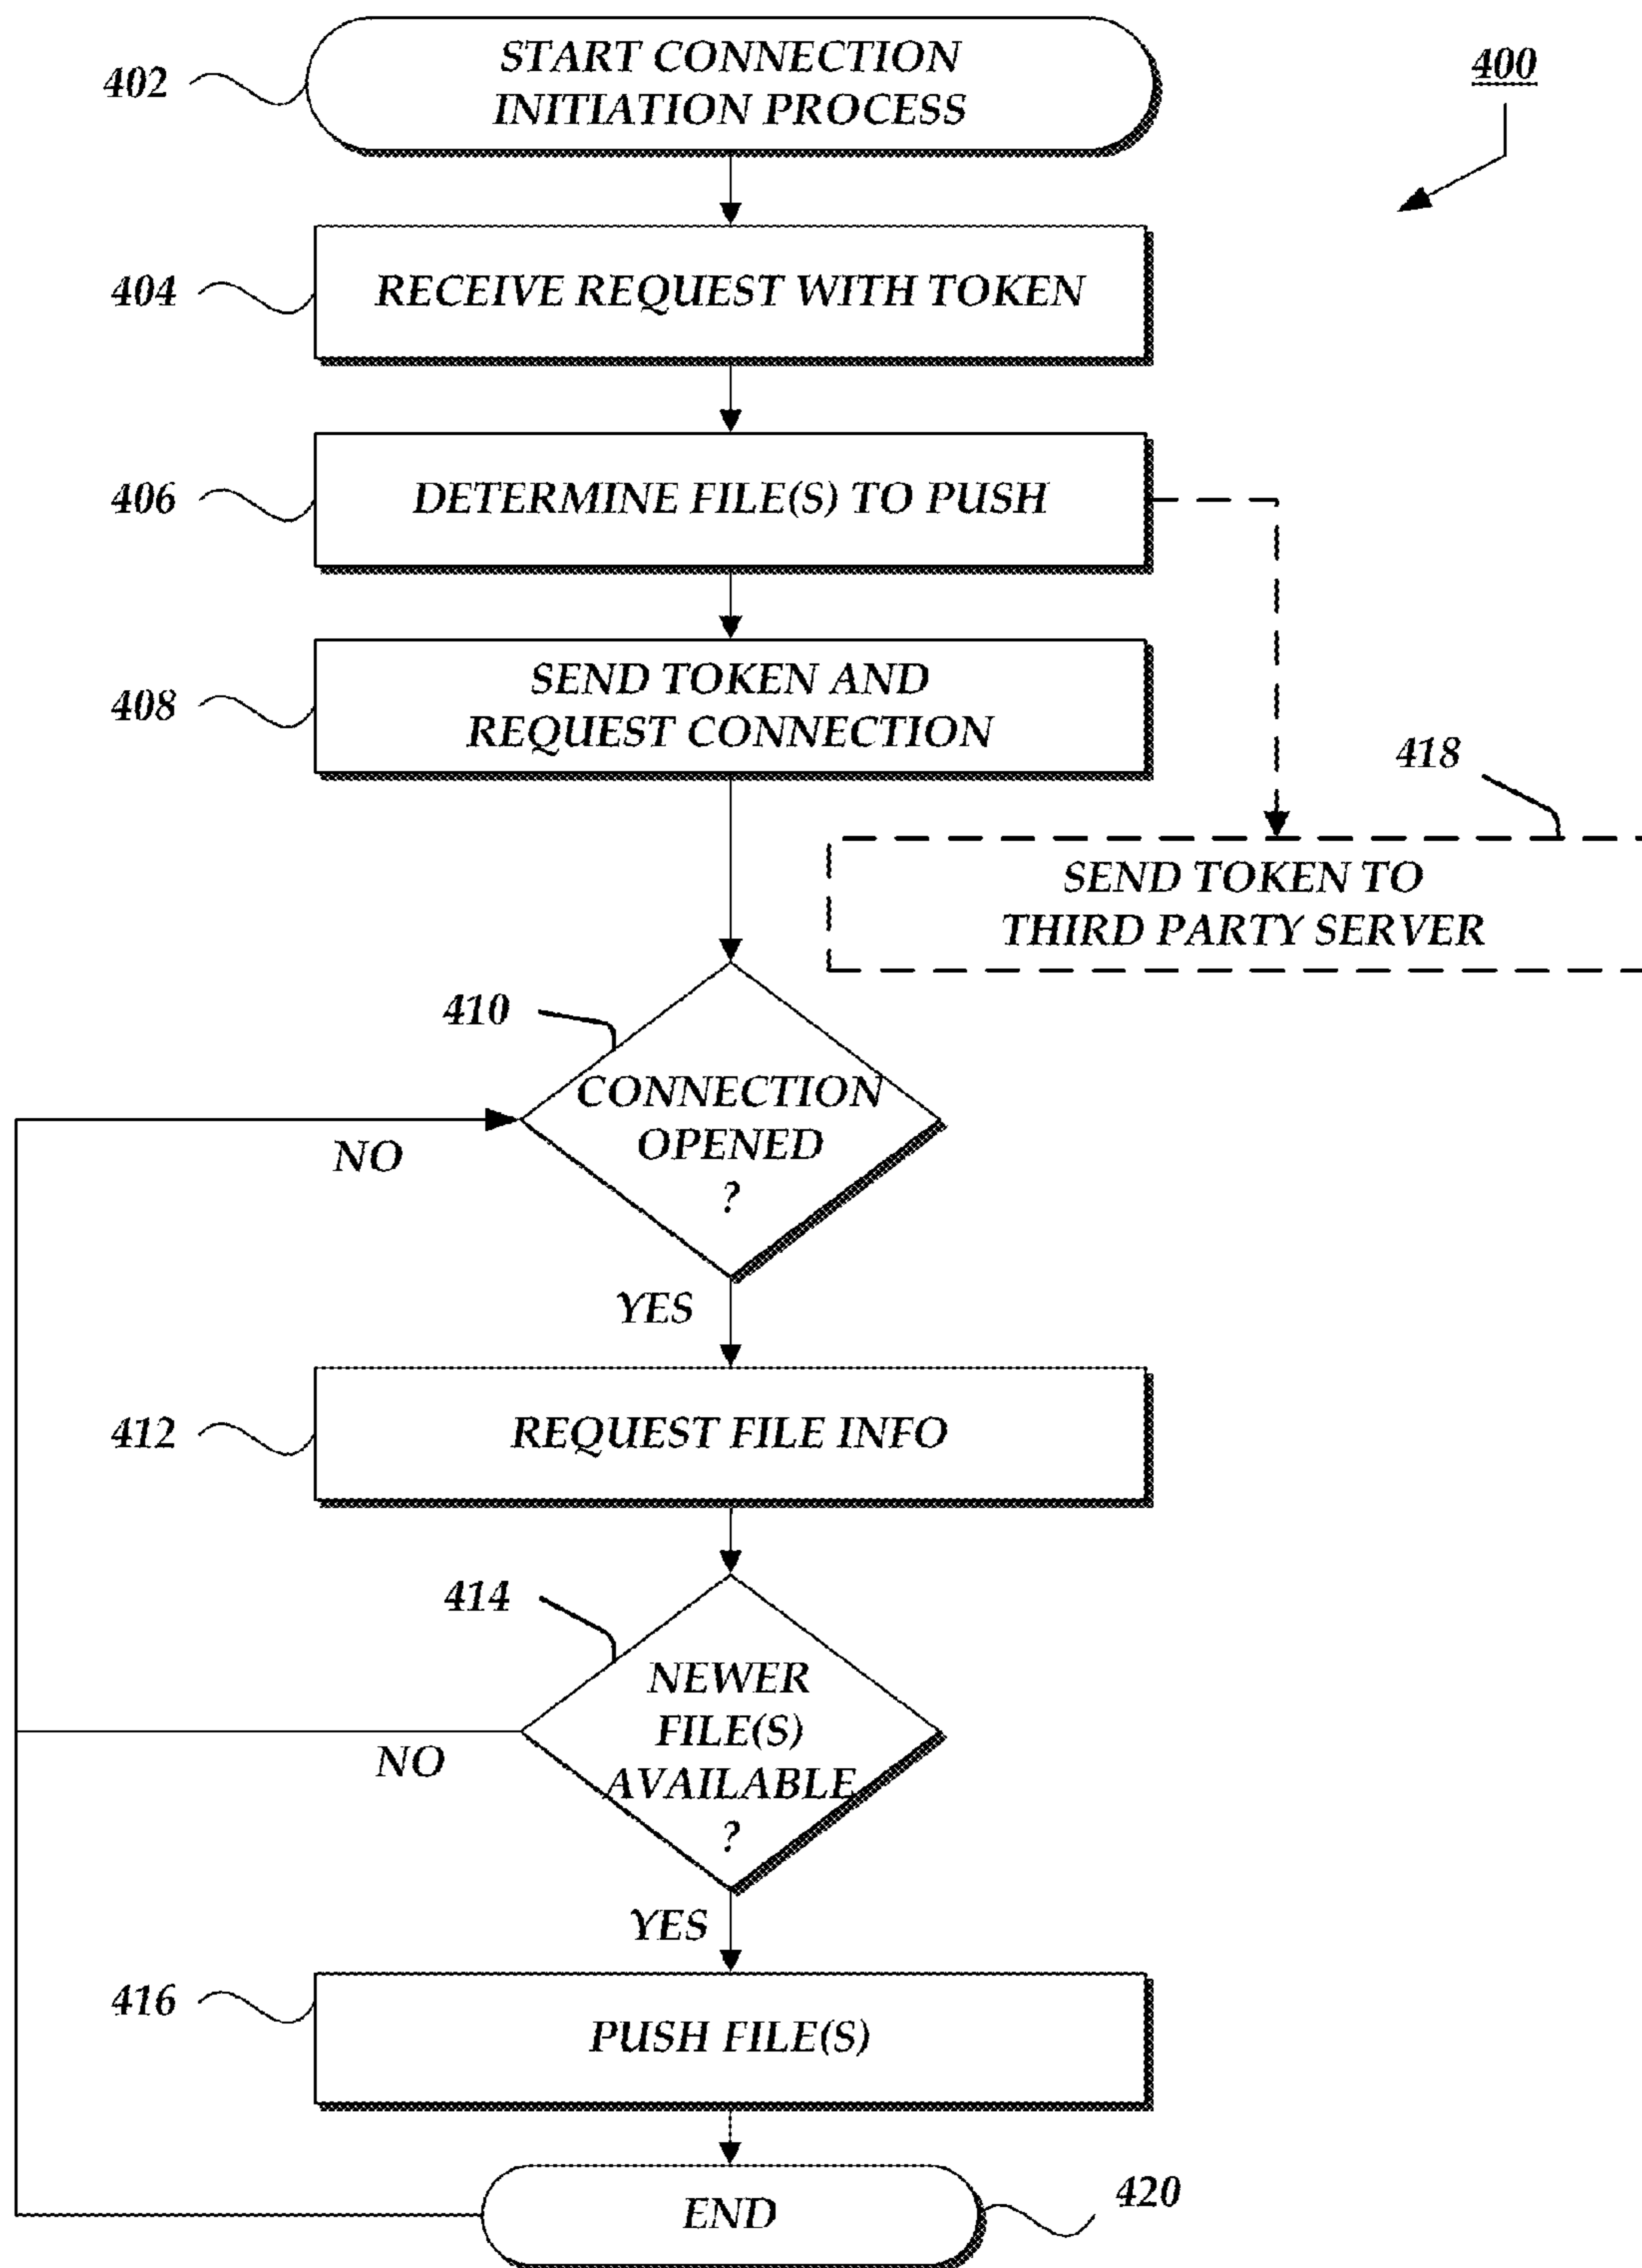 402
START CONNECTION
INITIATION PROCESS
400
404
RECEIVE REQUEST WITH TOKEN
406
DETERMINE FILE(S) TO PUSH
408
SEND TOKEN AND
REQUEST CONNECTION
418
SEND TOKEN TO
THIRD PARTY SERVER
410
CONNECTION
OPENED
?
NO
YES
412
REQUEST FILE INFO
414
NEWER
FILE(S)
AVAILABLE
?
NO
YES
416
PUSH FILE(S)
END
420